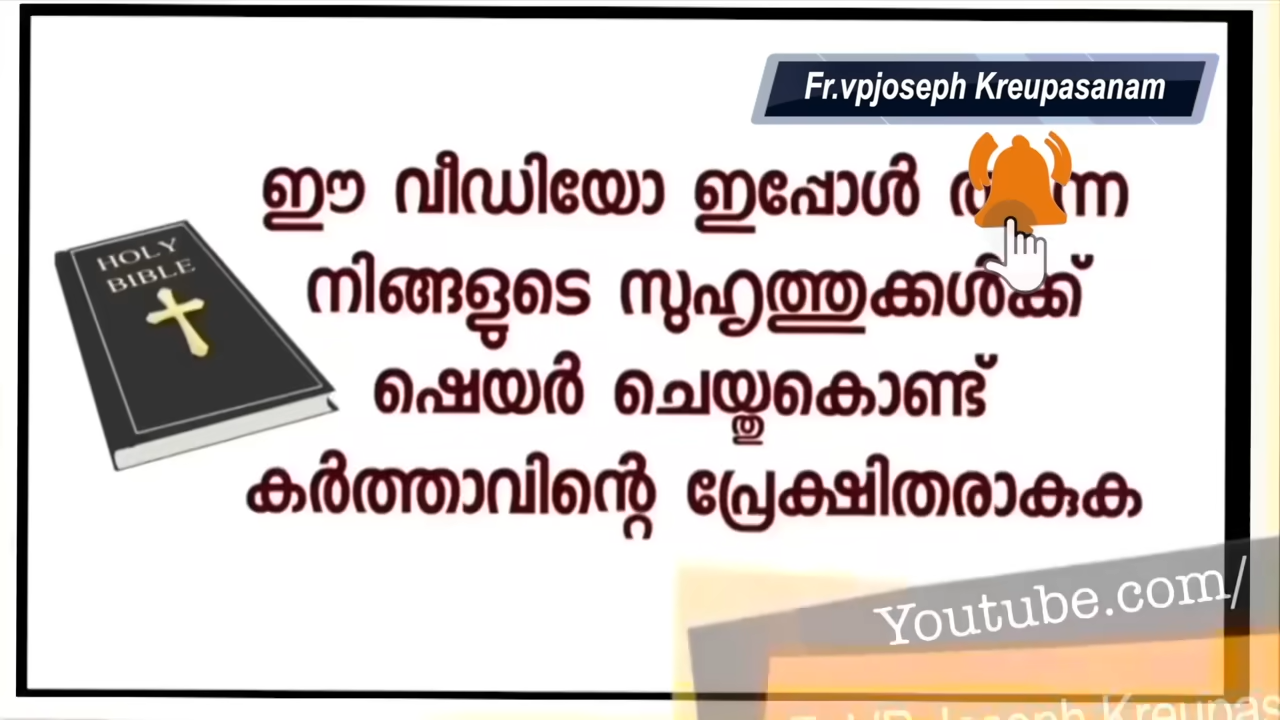 Fr.vpjoseph Kreupasanam
HOLY
BIBLE
ഈ വീഡിയോ ഇപ്പോൾ
നിങ്ങളുടെ സുഹൃത്തുക്കൾക്ക്
ഷെയർ ചെയ്തുകൊണ്ട്
കർത്താവിന്റെ പ്രേക്ഷിതരാകുക
Youtube.com/